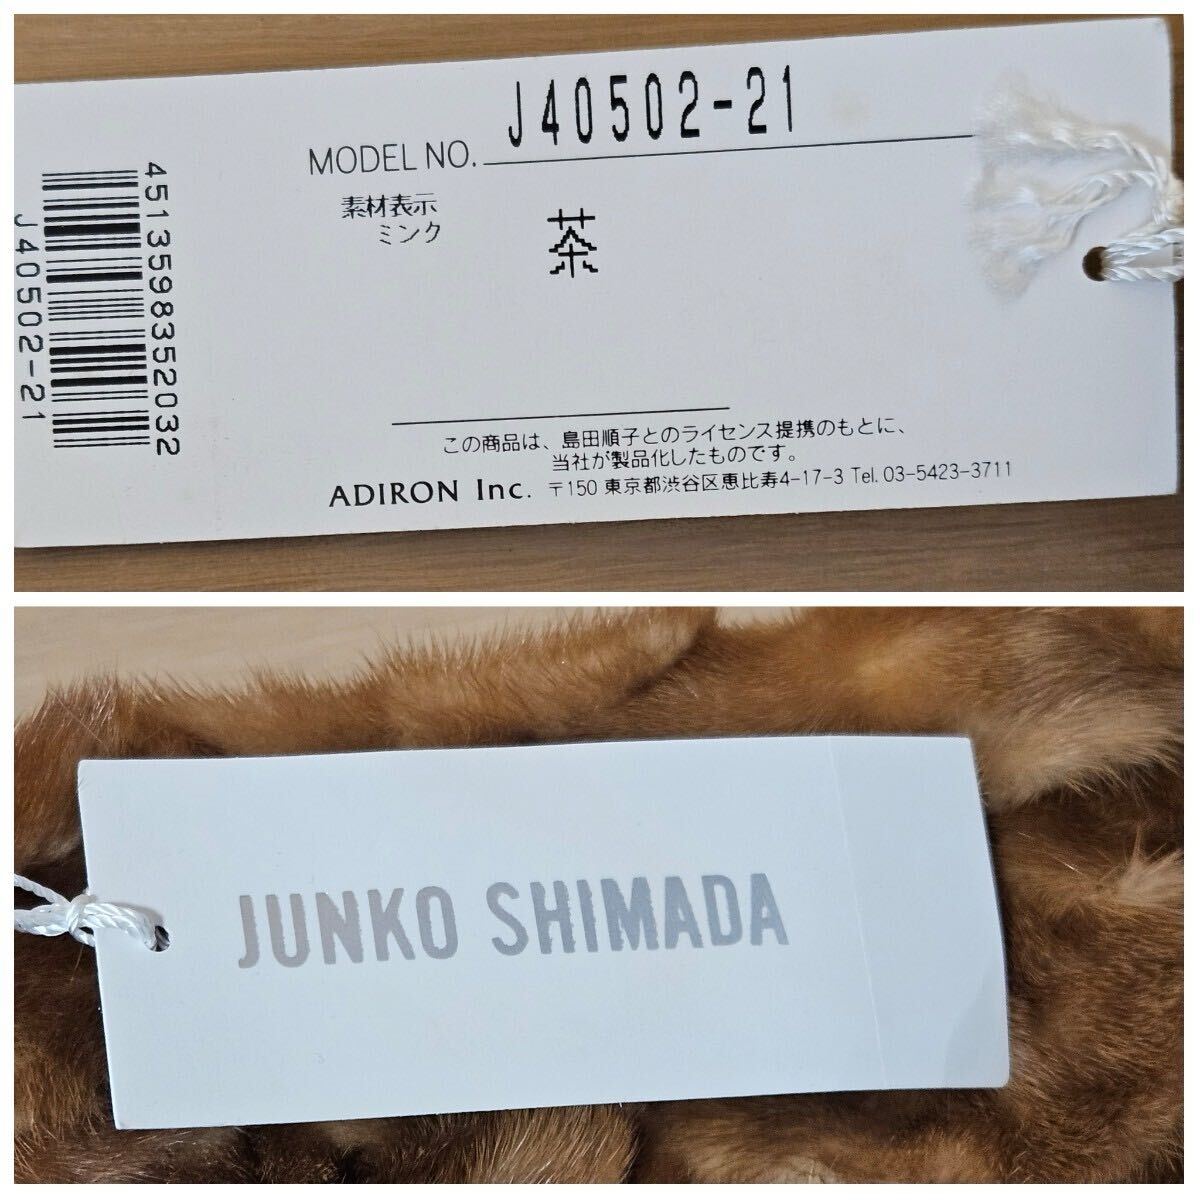 J40502-21
MODEL NO.
素材表示
ミンク
茶
4513598352032
J40502-21
この商品は、島田順子とのライセンス提携のもとに、
当社が製品化したものです。
ADIRON Inc. 〒150 東京都渋谷区恵比寿4-17-3 Tel. 03-5423-3711
JUNKO SHIMADA